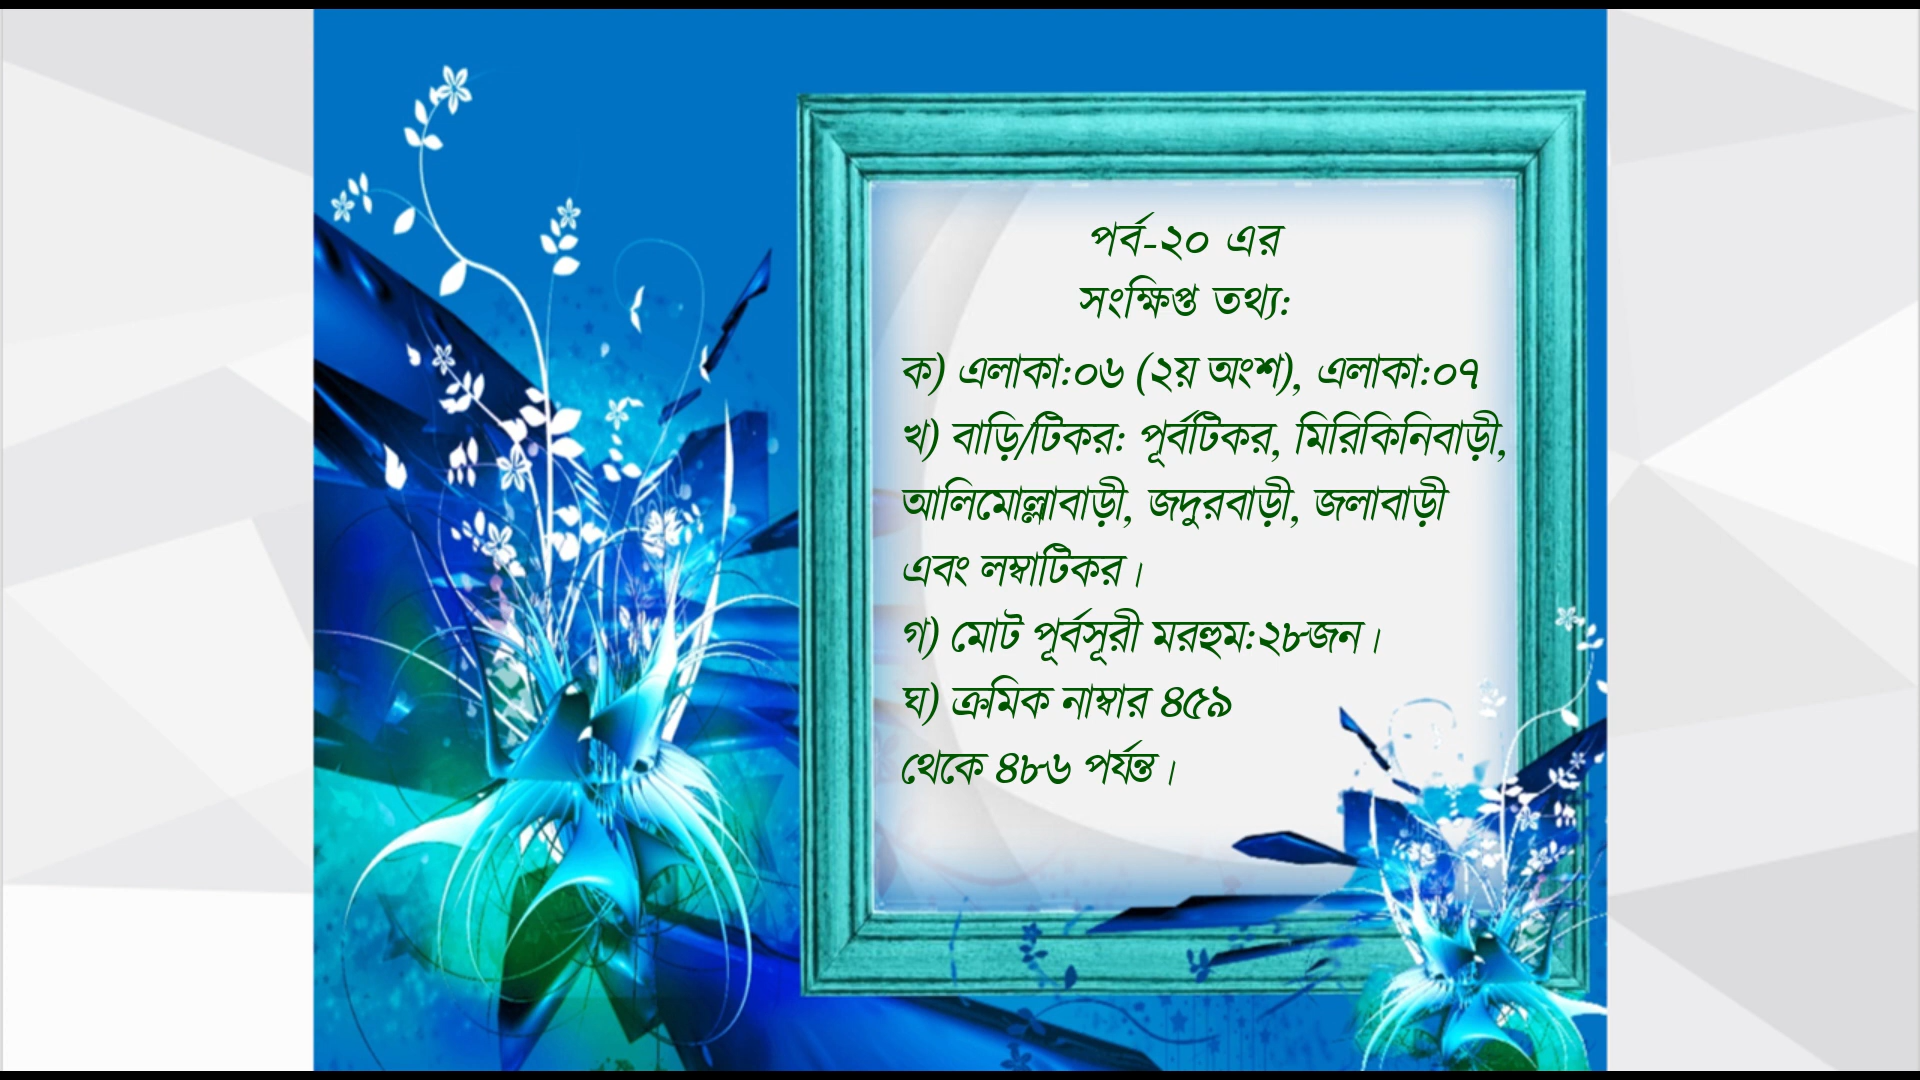 পর্ব-২০ এর
সংক্ষিপ্ত তথ্য:
ক) এলাকা:০৬ (২য় অংশ), এলাকা:০৭
খ) বাড়ি/টিকর: পূর্বটিকর, মিরিকিনিবাড়ী,
আলিমোল্লাবাড়ী, জদুরবাড়ী, জলাবাড়ী
এবং লম্বাটিকর।
গ) মোট পূর্বসূরী মরহুম:২৮জন।
ঘ) ক্রমিক নাম্বার ৪৫৯
থেকে ৪৮৬ পর্যন্ত।